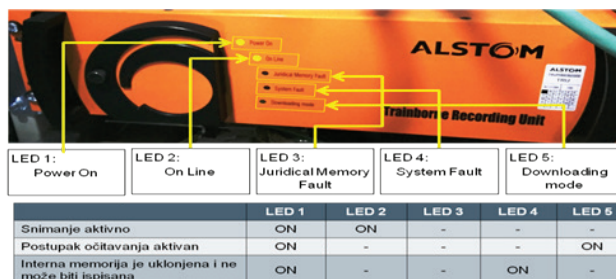 Power On
On Line
Juridical Memory Fault
System Fault
Downloading mode
ALSTOM
ALSTOM
Trainborne Recording Unit
LED 1:
Power On
LED 2:
On Line
LED 3:
Juridical Memory
Fault
LED 4:
System Fault
LED 5:
Downloading
mode
LED 1 LED 2 LED 3 LED 4 LED 5
Snimanje aktivno ON ON - - -
Postupak očitavanja aktivan ON - - - ON
Interna memorija je uklonjena i ne
može biti ispisana ON - - ON -